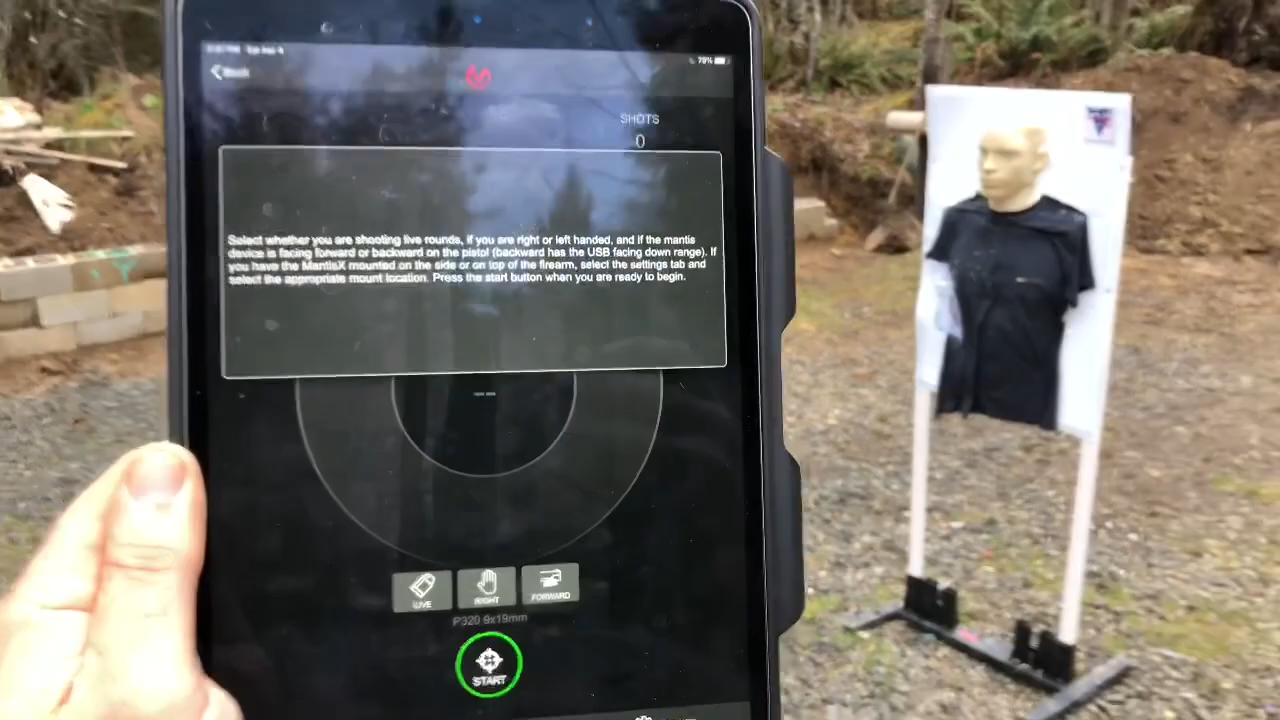 Back
79%
SHOTS
0
Select whether you are shooting live rounds, if you are right or left handed, and if the mantis
device is facing forward or backward on the pistol (backward has the USB facing down range). If
you have the MantisX mounted on the side or on top of the firearm, select the settings tab and
select the appropriate mount location. Press the start button when you are ready to begin.
LIVE
RIGHT
FORWARD
P320 9x19mm
START